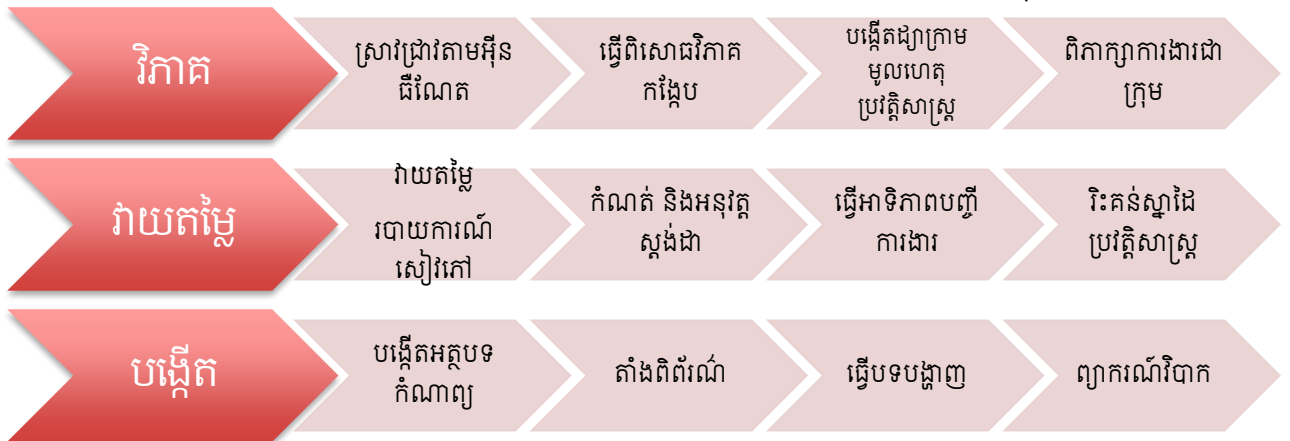 វិភាគ
ស្រាវជ្រាវតាមអ៊ីន
ធឺណែត
ធ្វើពិសោធវិភាគ
កង្កែប
បង្កើតដ្យាក្រាម
មូលហេតុ
ប្រវត្តិសាស្ត្រ
ពិភាក្សាការងារជា
ក្រុម
វាយតម្លៃ
វាយតម្លៃ
របាយការណ៍
សៀវភៅ
កំណត់ និងអនុវត្ត
ស្តង់ដា
ធ្វើអាទិភាពបញ្ជី
ការងារ
រិះគន់ស្នាដៃ
ប្រវត្តិសាស្ត្រ
បង្កើត
បង្កើតអត្ថបទ
កំណាព្យ
តាំងពិព័រណ៌
ធ្វើបទបង្ហាញ
ព្យាករណ៍វិបាក